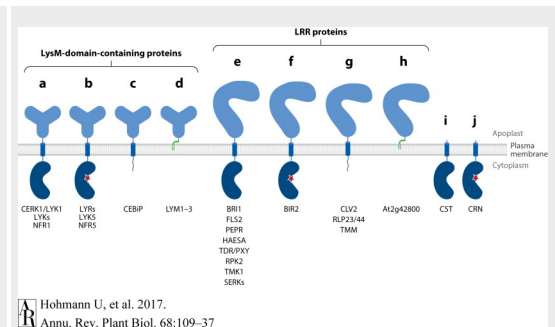 LRR proteins
LysM-domain-containing proteins
a b c d e f g h i j
Apoplast
Plasma
membrane
Cytoplasm
CERK1/LYK1
LYKs
NFR1
LYRs
LYK5
NFR5
CEBiP
LYM1–3
BRI1
FLS2
PEPR
HAESA
TDR/PXY
RPK2
TMK1
SERKs
BIR2
CLV2
RLP23/44
TMM
At2g42800
CST
CRN
AR Hohmann U, et al. 2017.
Annu. Rev. Plant Biol. 68:109–37